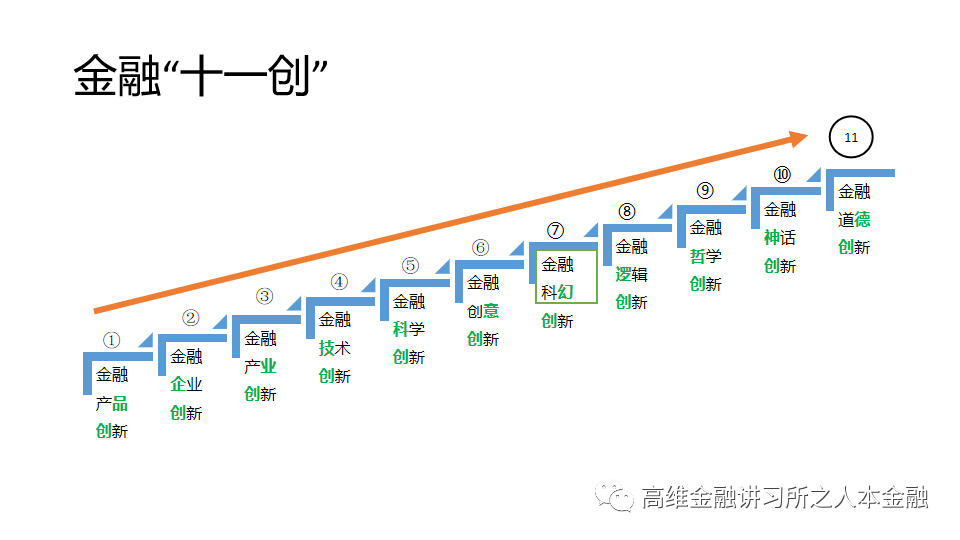 金融“十一创”
①
金融
产品
创新
②
金融
企业
创新
③
金融
产业
创新
④
金融
技术
创新
⑤
金融
科学
创新
⑥
金融
创意
创新
⑦
金融
科幻
创新
⑧
金融
逻辑
创新
⑨
金融
哲学
创新
⑩
金融
神话
创新
11
金融
道德
创新
高维金融讲习所之人本金融